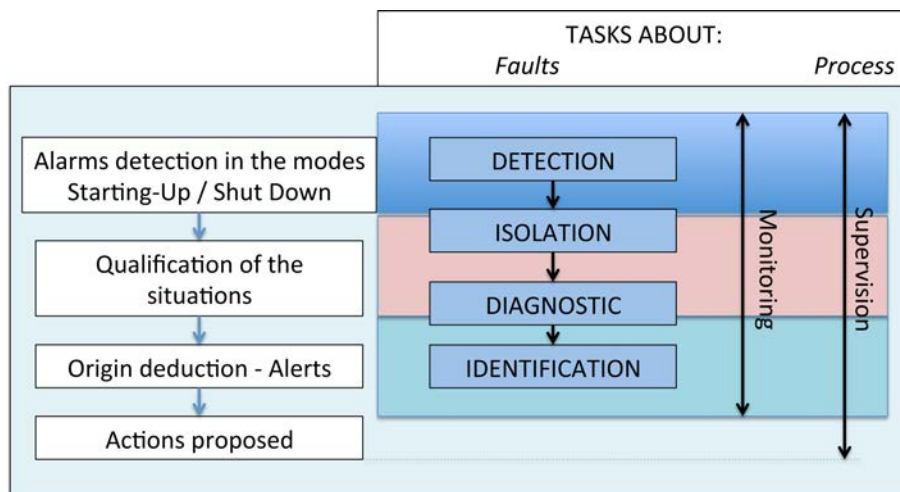 TASKS ABOUT:
Faults Process
Alarms detection in the modes
Starting-Up / Shut Down
Qualification of the
situations
Origin deduction - Alerts
Actions proposed
DETECTION
ISOLATION
DIAGNOSTIC
IDENTIFICATION
Monitoring
Supervision